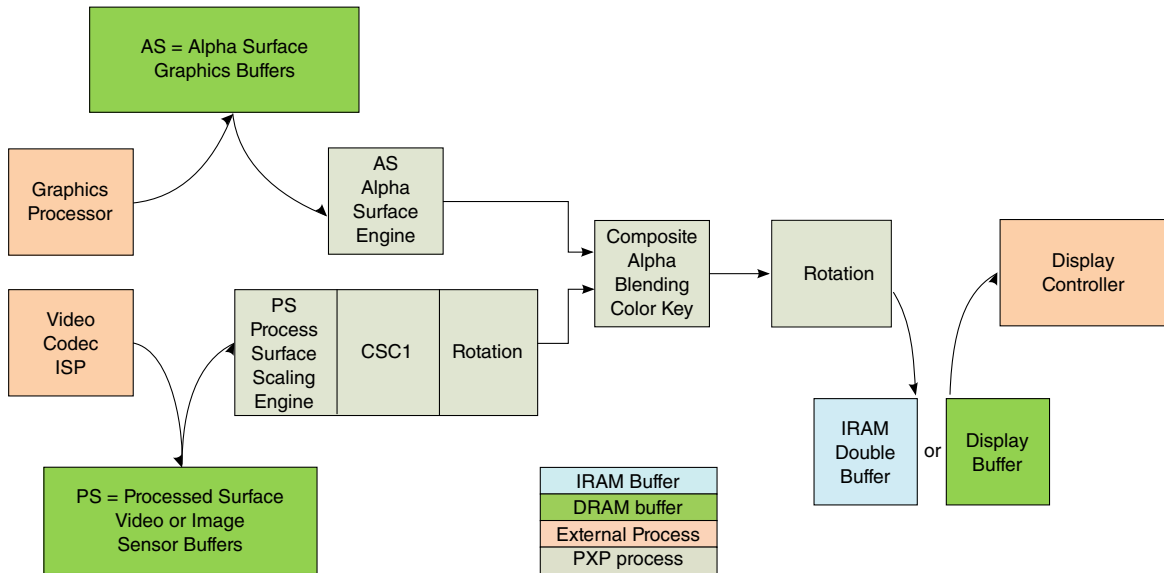 AS = Alpha Surface
Graphics Buffers
Graphics
Processor
AS
Alpha
Surface
Engine
Composite
Alpha
Blending
Color Key
Rotation
Display
Controller
Video
Codec
ISP
PS
Process
Surface
Scaling
Engine
CSC1
Rotation
IRAM
Double
Buffer
or
Display
Buffer
PS = Processed Surface
Video or Image
Sensor Buffers
IRAM Buffer
DRAM buffer
External Process
PXP process